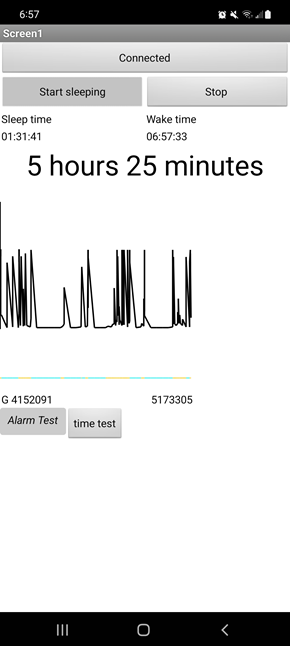 6:57
Screen1
Connected
Start sleeping Stop
Sleep time Wake time
01:31:41 06:57:33
5 hours 25 minutes
G 4152091 5173305
Alarm Test time test